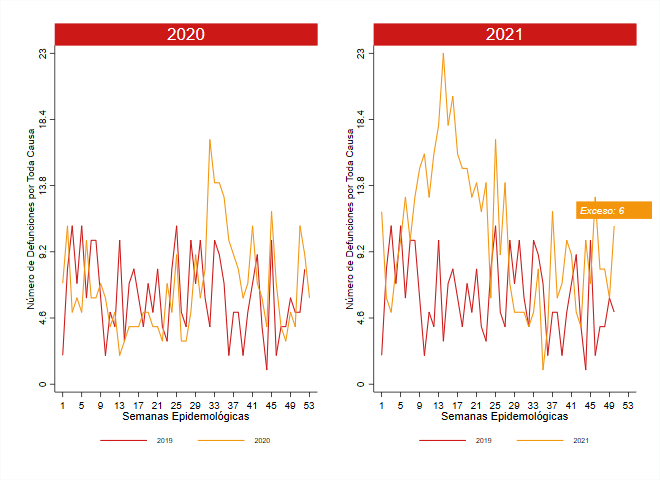 2020
2021
Número de Defunciones por Toda Causa
23
18.4
13.8
9.2
4.6
0
1 5 9 13 17 21 25 29 33 37 41 45 49 53
Semanas Epidemiológicas
2019 2020
Número de Defunciones por Toda Causa
23
18.4
13.8
9.2
4.6
0
Exceso: 6
1 5 9 13 17 21 25 29 33 37 41 45 49 53
Semanas Epidemiológicas
2019 2021